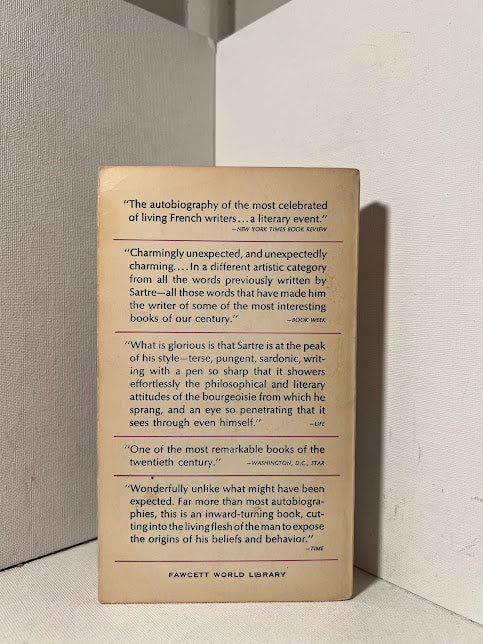 "The autobiography of the most celebrated
of living French writers...a literary event."
—NEW YORK TIMES BOOK REVIEW
"Charmingly unexpected, and unexpectedly
charming....In a different artistic category
from all the words previously written by
Sartre—all those words that have made him
the writer of some of the most interesting
books of our century."
—BOOK WEEK
"What is glorious is that Sartre is at the peak
of his style—terse, pungent, sardonic, writ-
ing with a pen so sharp that it showers
effortlessly the philosophical and literary
attitudes of the bourgeoisie from which he
sprang, and an eye so penetrating that it
sees through even himself."
—LIFE
"One of the most remarkable books of the
twentieth century."
—WASHINGTON, D.C., STAR
"Wonderfully unlike what might have been
expected. Far more than most autobiogra-
phies, this is an inward-turning book, cut-
ting into the living flesh of the man to expose
the origins of his beliefs and behavior."
—TIME
FAWCETT WORLD LIBRARY